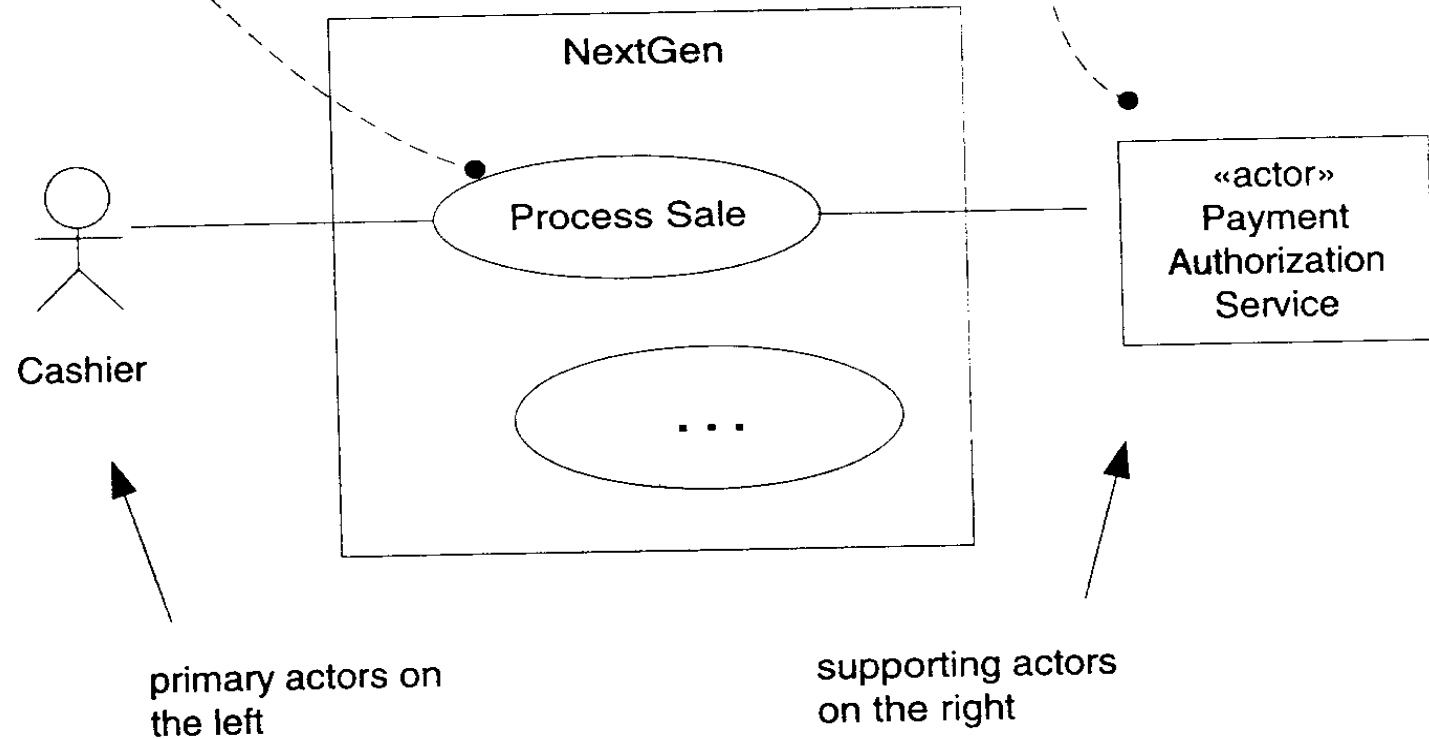 NextGen
Process Sale
«actor»
Payment
Authorization
Service
Cashier
. . .
primary actors on
the left
supporting actors
on the right